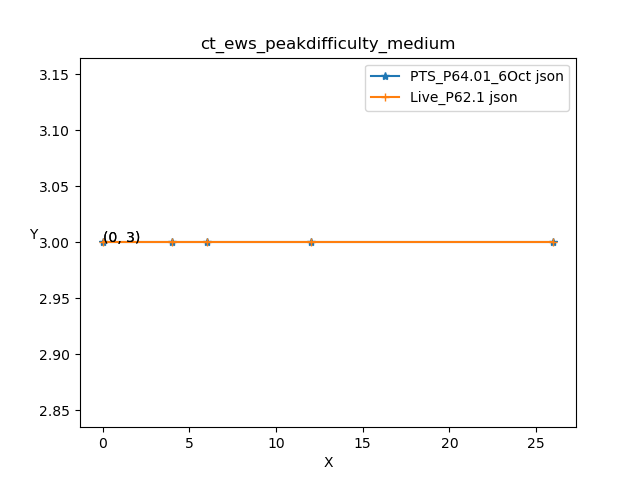 ct_ews_peakdifficulty_medium
PTS_P64.01_6Oct json
Live_P62.1 json
3.15
3.10
3.05
3.00
2.95
2.90
2.85
Y
(0, 3)
0 5 10 15 20 25
X